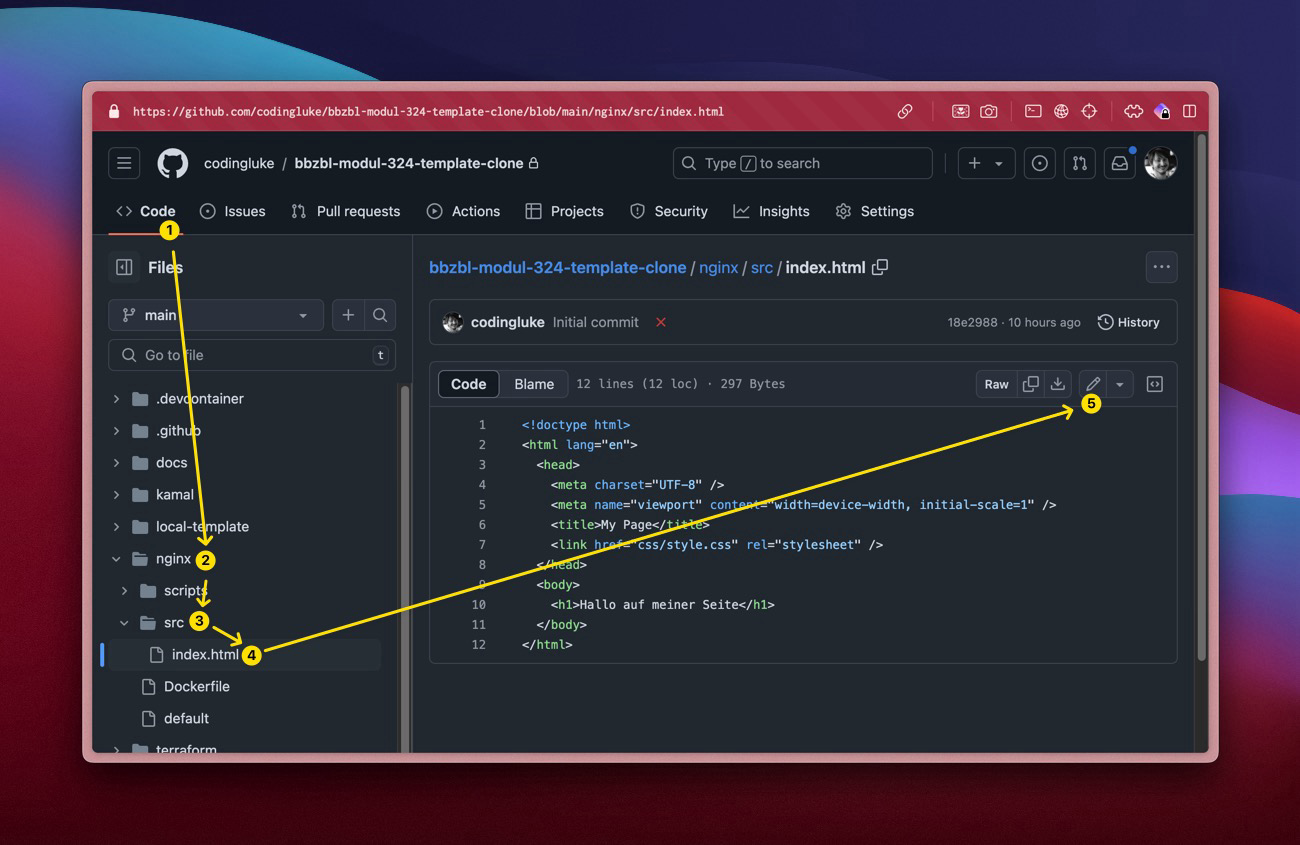 https://github.com/codingluke/bbzbl-modul-324-template-clone/blob/main/nginx/src/index.html
codingluke / bbzbl-modul-324-template-clone
Type / to search
Code
Issues
Pull requests
Actions
Projects
Security
Insights
Settings
1
Files
main
Go to file
t
.devcontainer
.github
docs
kamal
local-template
nginx 2
scripts
src 3
index.html 4
Dockerfile
default
terraform
bbzbl-modul-324-template-clone / nginx / src / index.html
codingluke Initial commit
18e2988 · 10 hours ago
History
Code
Blame
12 lines (12 loc) · 297 Bytes
Raw
5
1 <!doctype html>
2 <html lang="en">
3 <head>
4 <meta charset="UTF-8" />
5 <meta name="viewport" content="width=device-width, initial-scale=1" />
6 <title>My Page</title>
7 <link href="css/style.css" rel="stylesheet" />
8 </head>
9 <body>
10 <h1>Hallo auf meiner Seite</h1>
11 </body>
12 </html>